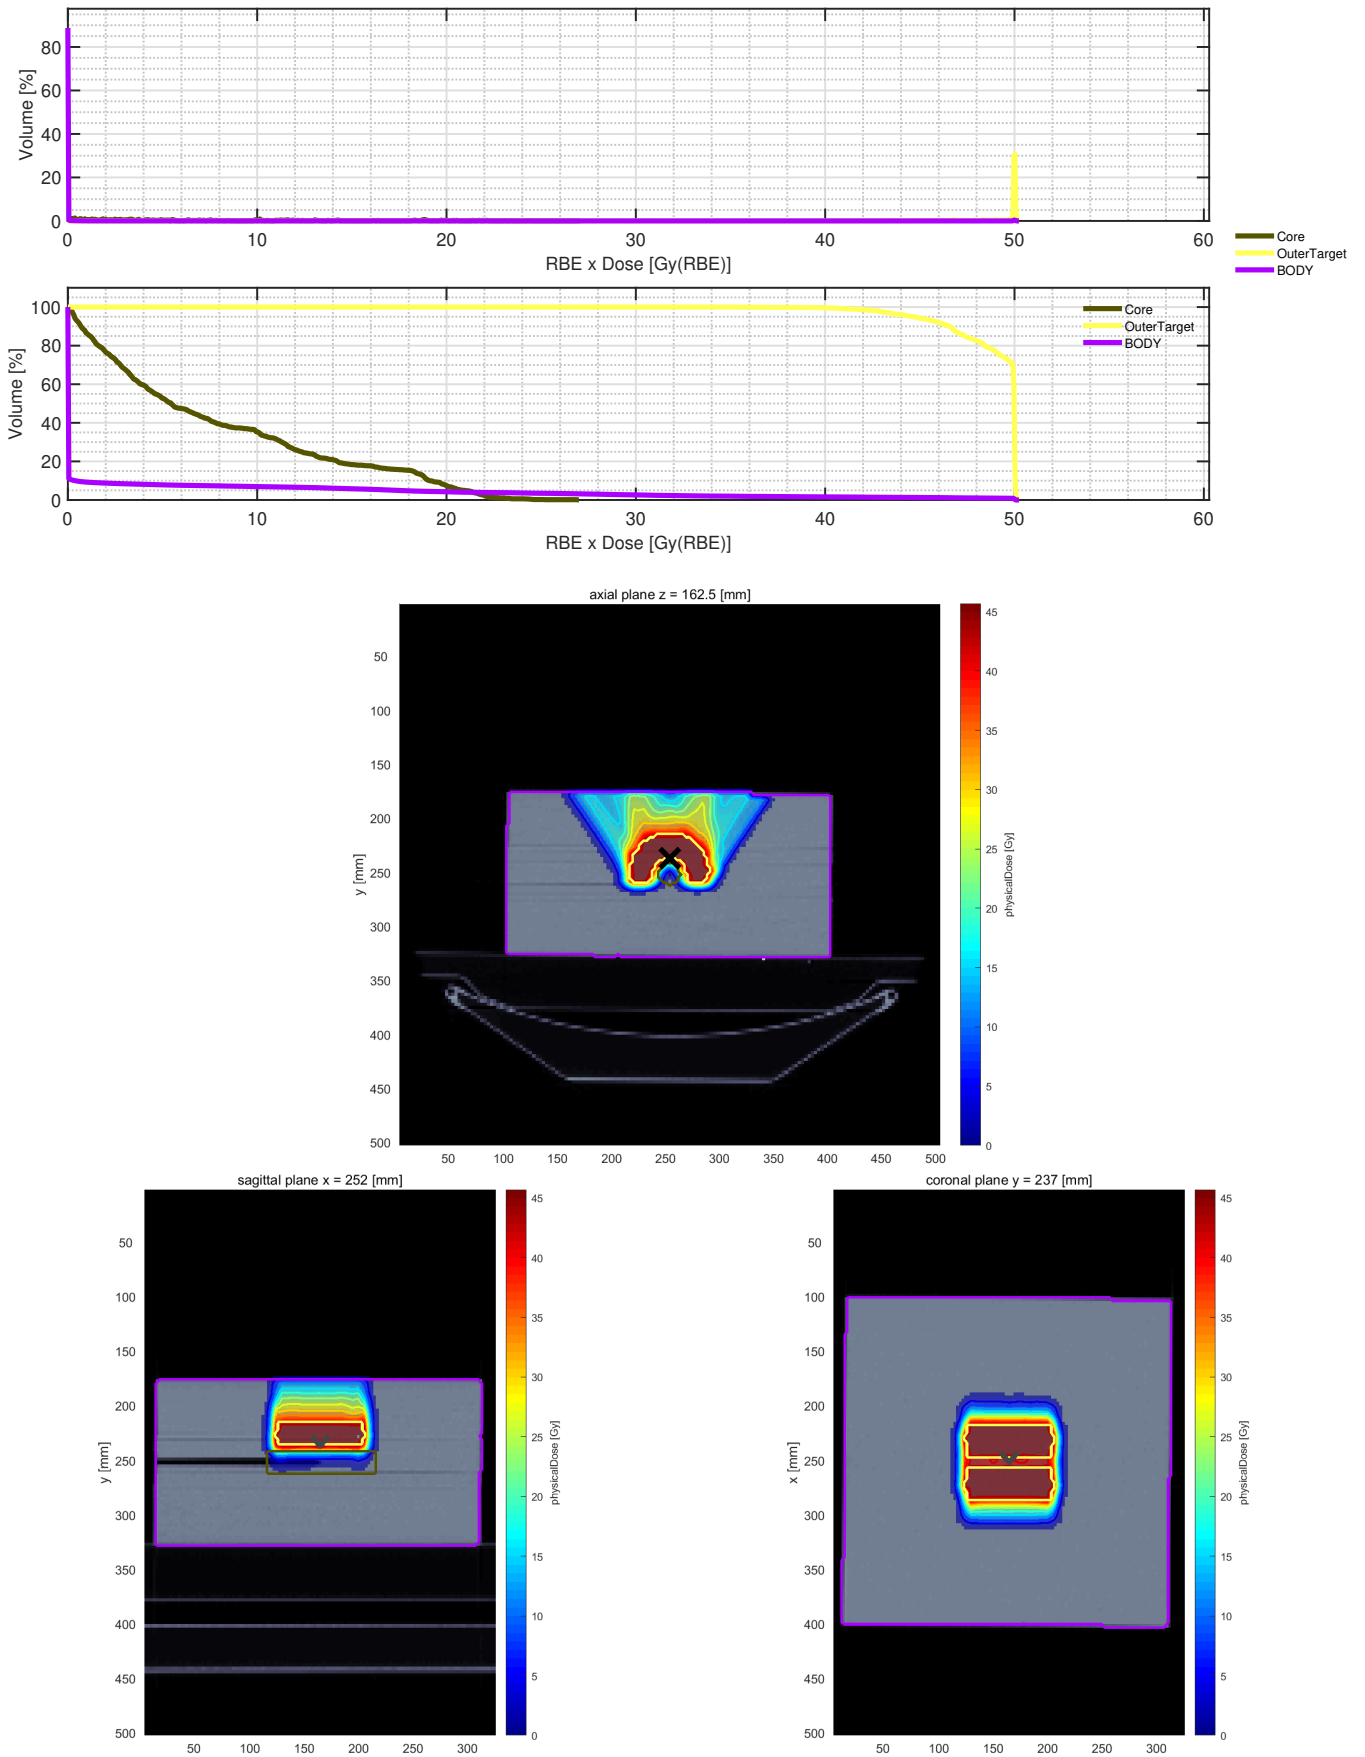 80
60
40
20
0
Volume [%]
0 10 20 30 40 50 60
RBE x Dose [Gy(RBE)]
Core
OuterTarget
BODY
100
80
60
40
20
0
Volume [%]
Core
OuterTarget
BODY
0 10 20 30 40 50 60
RBE x Dose [Gy(RBE)]
axial plane z = 162.5 [mm]
50
100
150
200
250
300
350
400
450
500
y [mm]
50 100 150 200 250 300 350 400 450 500
45
40
35
30
25
20
15
10
5
0
physicalDose [Gy]
sagittal plane x = 252 [mm]
50
100
150
200
250
300
350
400
450
500
y [mm]
50 100 150 200 250 300
45
40
35
30
25
20
15
10
5
0
physicalDose [Gy]
coronal plane y = 237 [mm]
50
100
150
200
250
300
350
400
450
500
x [mm]
50 100 150 200 250 300
45
40
35
30
25
20
15
10
5
0
physicalDose [Gy]